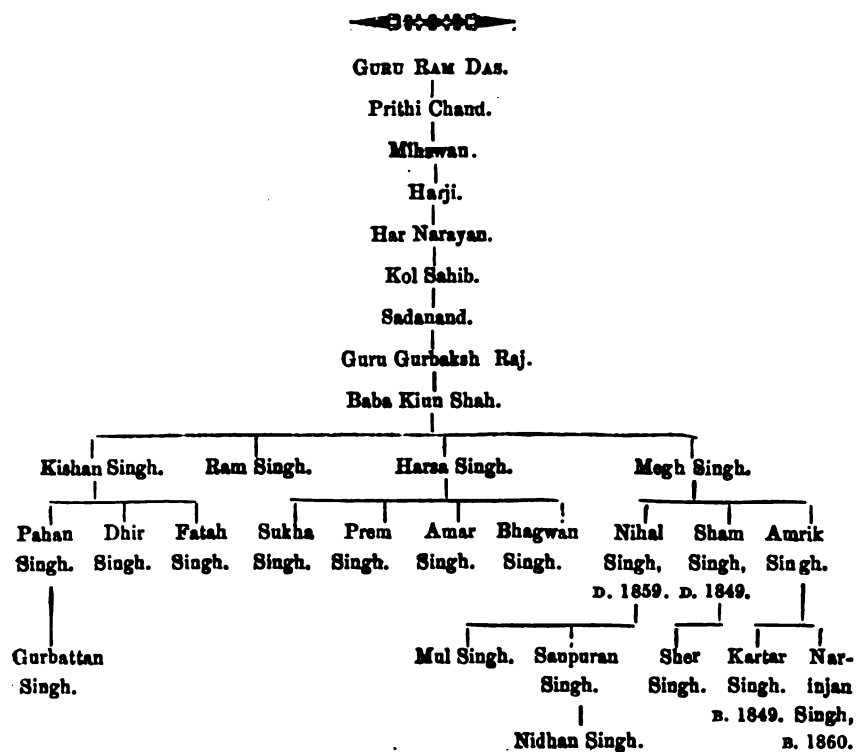 GURU RAM DAS.
Prithi Chand.
Mihswan.
Harji.
Har Narayan.
Kol Sahib.
Sadanand.
Guru Gurbaksh Raj.
Baba Kiun Shah.
Kishan Singh. Ram Singh. Harsa Singh. Megh Singh.
Pahan Dhir Fatah Sukha Prem Amar Bhagwan Nihal Sham Amrik
Singh. Singh. Singh. Singh. Singh. Singh. Singh. Singh, Singh, Singh.
D. 1859. D. 1849.
Gurbattan Mul Singh. Sanpuran Sher Kartar Nar-
Singh. Singh. Singh. Singh. injan
B. 1849. Singh,
Nidhan Singh. B. 1860.